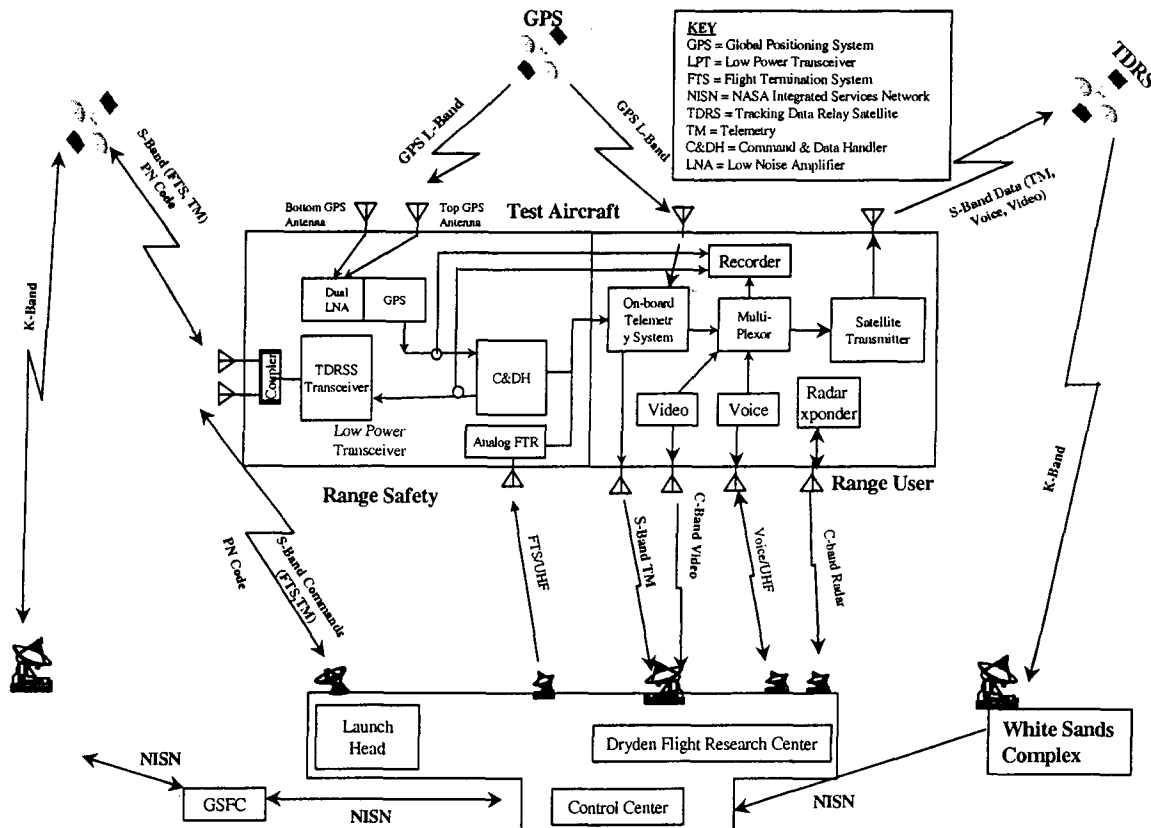 GPS
KEY
GPS = Global Positioning System
LPT = Low Power Transceiver
FTS = Flight Termination System
NISN = NASA Integrated Services Network
TDRS = Tracking Data Relay Satellite
TM = Telemetry
C&DH = Command & Data Handler
LNA = Low Noise Amplifier
TDRS
S-Band (FTS, TM)
PN Code
GPS L-Band
GPS L-Band
S-Band Data (TM,
Voice, Video)
K-Band
Bottom GPS
Antenna
Top GPS
Antenna
Test Aircraft
Dual
LNA
GPS
Recorder
On-board
Telemetr
y System
Multi-
Plexor
Satellite
Transmitter
Coupler
TDRSS
Transceiver
C&DH
Low Power
Transceiver
Analog FTR
Video
Voice
Radar
xponder
Range Safety
Range User
K-Band
PN Code
S-Band Commands
(FTS,TM)
FTS/UHF
S-Band TM
C-Band Video
Voice/UHF
C-band Radar
Launch
Head
Dryden Flight Research Center
White Sands
Complex
NISN
GSFC
NISN
Control Center
NISN